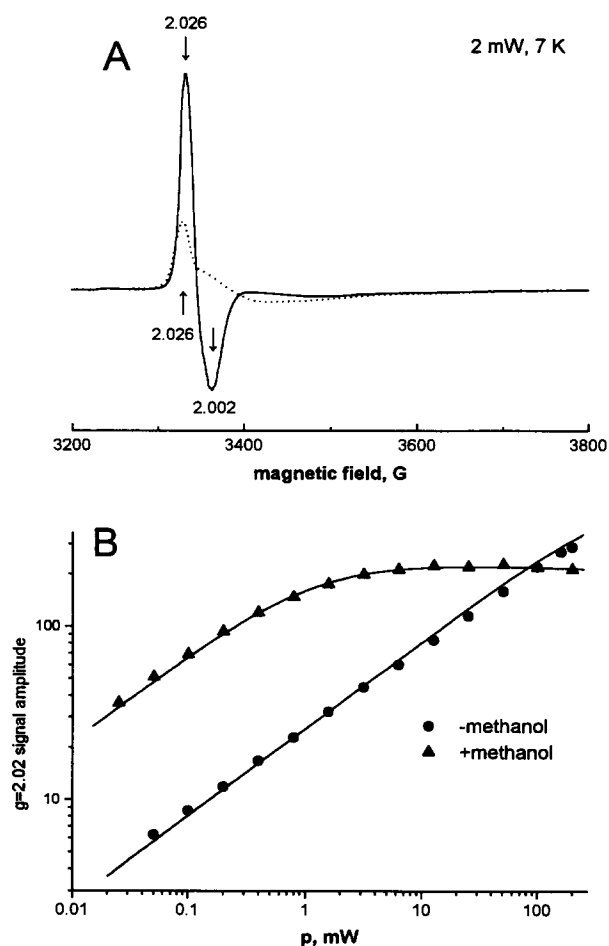 2.026
A
2 mW, 7 K
2.026
2.002
3200 3400 3600 3800
magnetic field, G
B
g=2.02 signal amplitude
100
10
-methanol
+methanol
0.01 0.1 1 10 100
p, mW